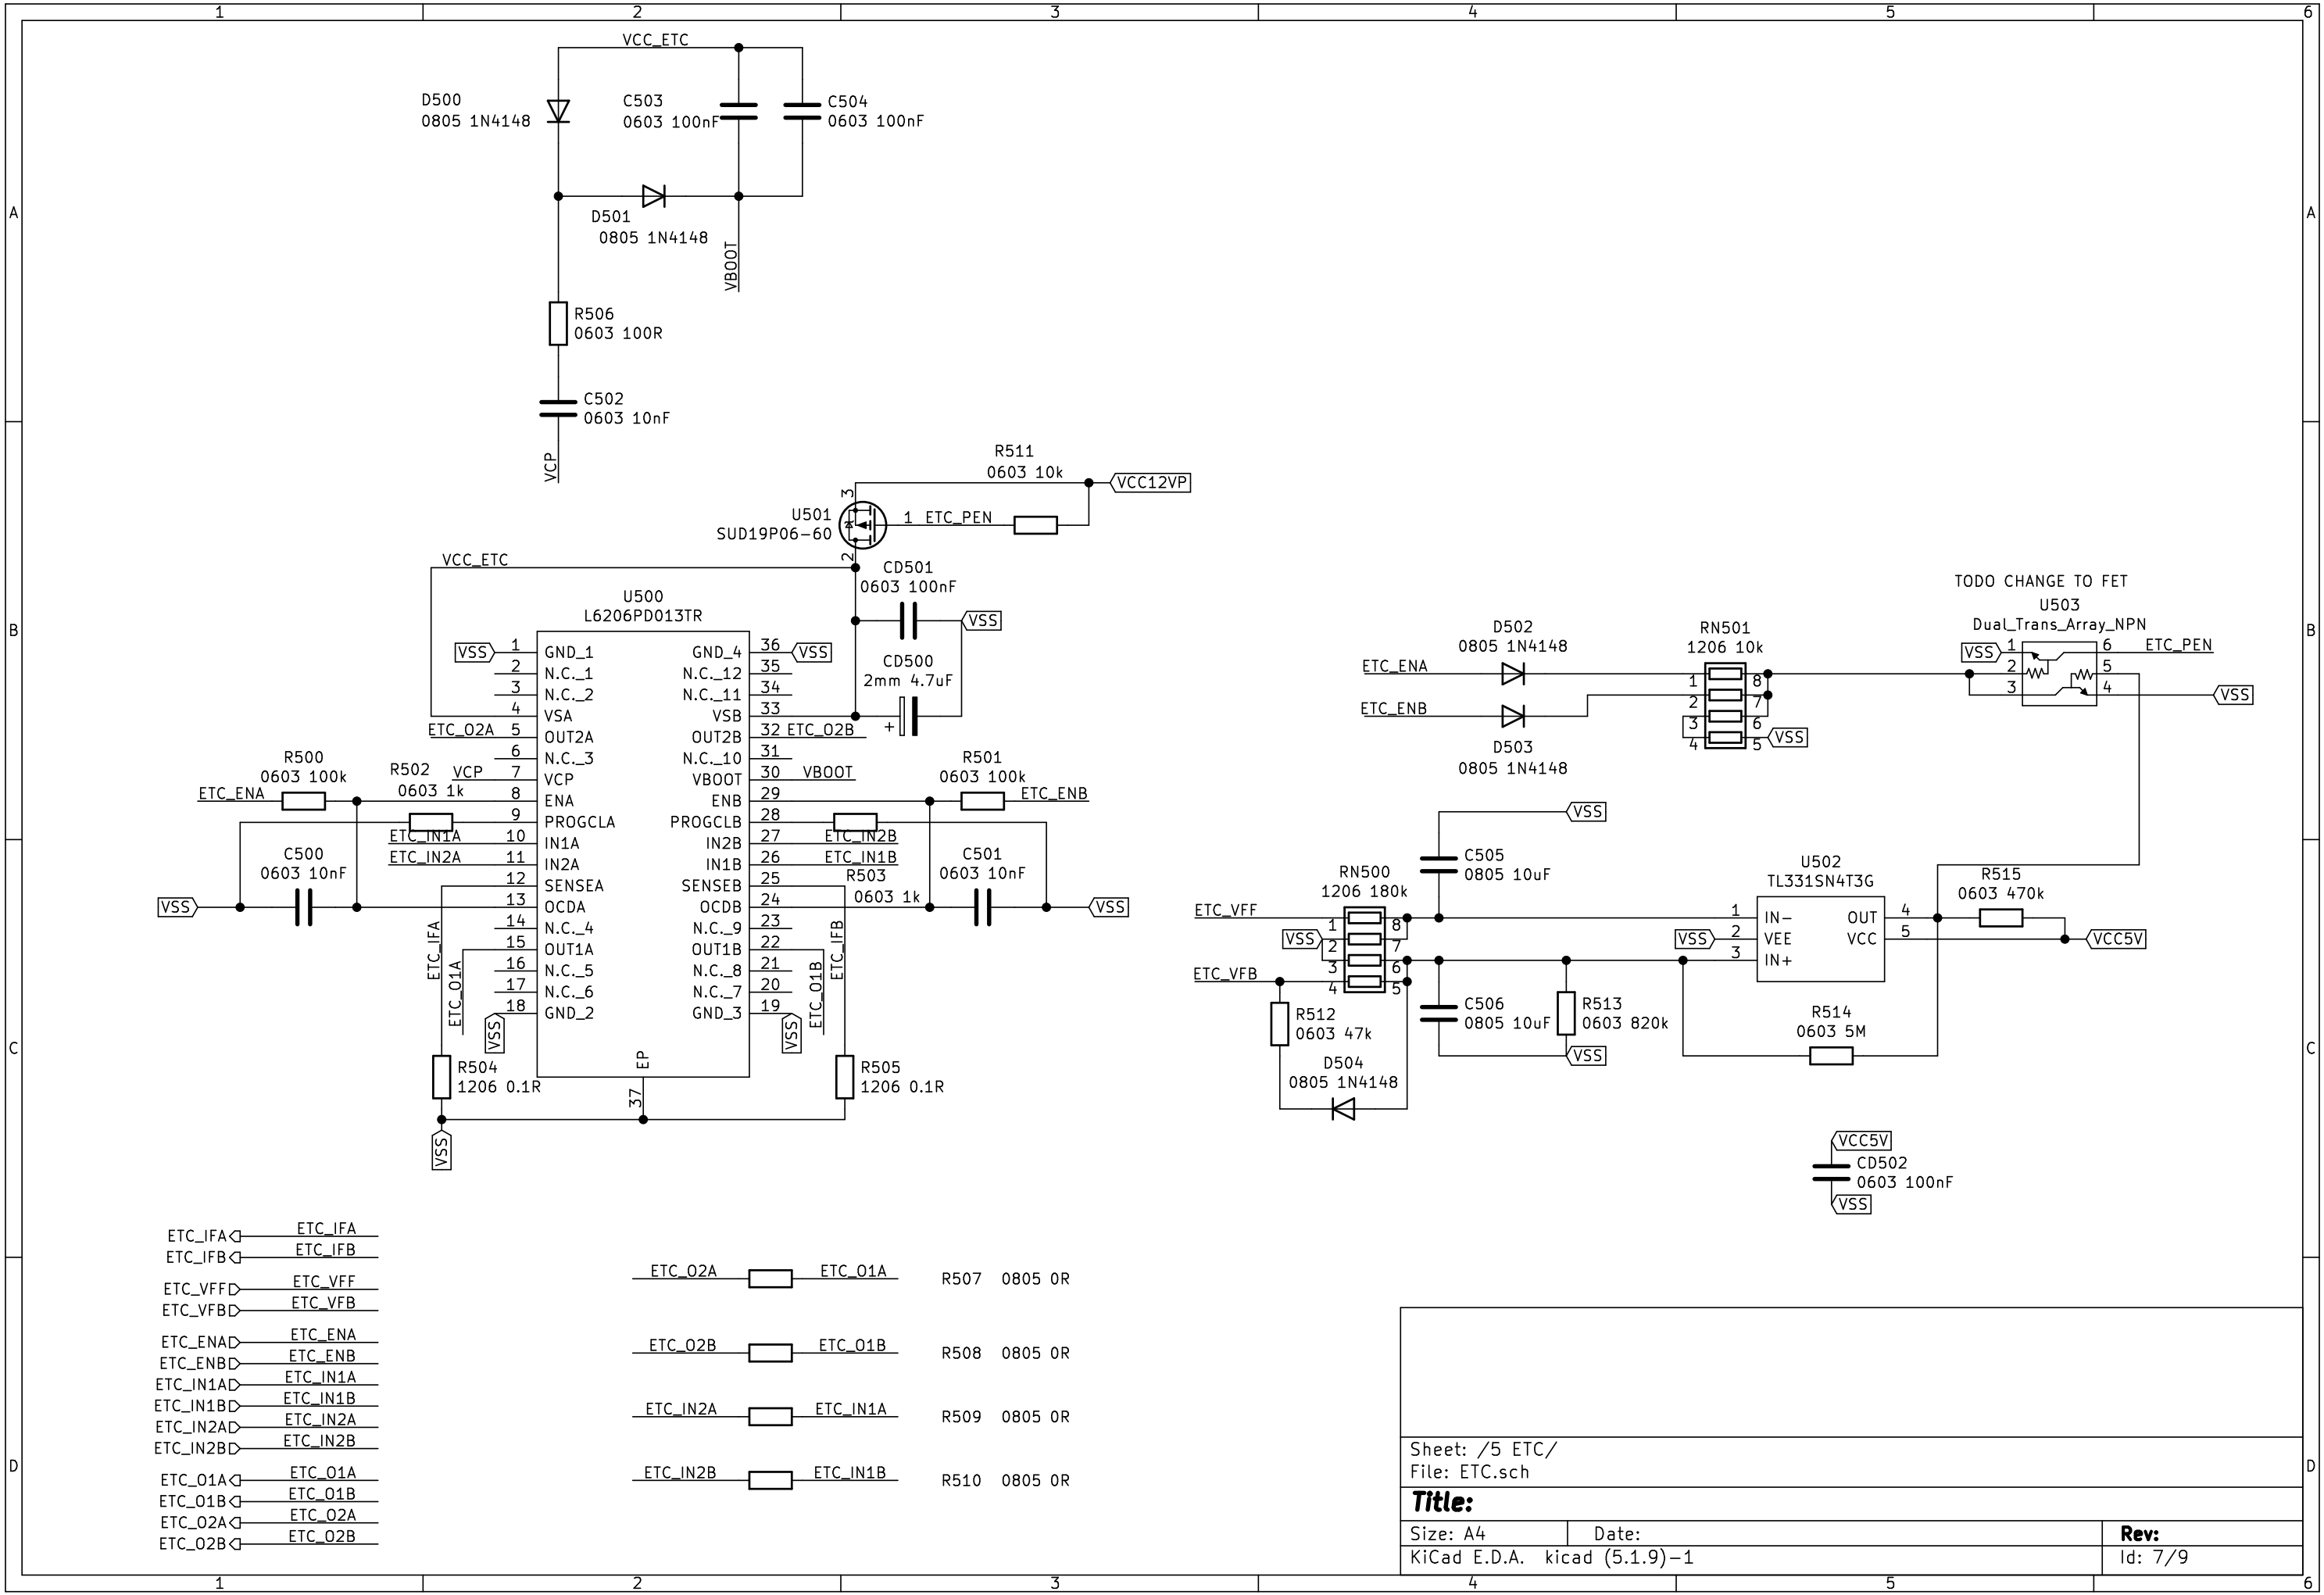 1 2 3 4 5 6
VCC_ETC
D500
0805 1N4148
C503
0603 100nF
C504
0603 100nF
A A
D501
0805 1N4148
VBOOT
R506
0603 100R
C502
0603 10nF
VCP
R511
0603 10k
VCC12VP
3
U501
SUD19P06-60
1 ETC_PEN
2
VCC_ETC
CD501
0603 100nF
VSS
CD500
2mm 4.7uF
+
B B
U500
L6206PD013TR
VSS 1 GND_1 GND_4 36 VSS
2 N.C._1 N.C._12 35
3 N.C._2 N.C._11 34
4 VSA VSB 33
ETC_O2A 5 OUT2A OUT2B 32 ETC_O2B
6 N.C._3 N.C._10 31
VCP 7 VCP VBOOT 30 VBOOT
ETC_ENA 8 ENA ENB 29 ETC_ENB
9 PROGCLA PROGCLB 28
ETC_IN1A 10 IN1A IN2B 27 ETC_IN2B
ETC_IN2A 11 IN2A IN1B 26 ETC_IN1B
12 SENSEA SENSEB 25
VSS 13 OCDA OCDB 24 VSS
14 N.C._4 N.C._9 23
15 OUT1A OUT1B 22
16 N.C._5 N.C._8 21
17 N.C._6 N.C._7 20
18 GND_2 GND_3 19
EP
37
R500
0603 100k
R502
0603 1k
R501
0603 100k
C500
0603 10nF
R503
0603 1k
C501
0603 10nF
ETC_IFA
ETC_O1A
VSS
VSS
ETC_O1B
ETC_IFB
R504
1206 0.1R
R505
1206 0.1R
VSS
TODO CHANGE TO FET
U503
Dual_Trans_Array_NPN
VSS 1 6 ETC_PEN
2 5
3 4 VSS
D502
0805 1N4148
RN501
1206 10k
ETC_ENA
1 8
ETC_ENB
2 7
3 6
4 5 VSS
D503
0805 1N4148
VSS
C505
0805 10uF
RN500
1206 180k
ETC_VFF
1 8
VSS
2 7
3 6
ETC_VFB
4 5
U502
TL331SN4T3G
1 IN- OUT 4
VSS 2 VEE VCC 5 VCC5V
3 IN+
R515
0603 470k
R512
0603 47k
C506
0805 10uF
R513
0603 820k
VSS
R514
0603 5M
D504
0805 1N4148
C C
VCC5V
CD502
0603 100nF
VSS
ETC_IFA ETC_IFA
ETC_IFB ETC_IFB
ETC_VFF ETC_VFF
ETC_VFB ETC_VFB
ETC_ENA ETC_ENA
ETC_ENB ETC_ENB
ETC_IN1A ETC_IN1A
ETC_IN1B ETC_IN1B
ETC_IN2A ETC_IN2A
ETC_IN2B ETC_IN2B
ETC_O1A ETC_O1A
ETC_O1B ETC_O1B
ETC_O2A ETC_O2A
ETC_O2B ETC_O2B
ETC_O2A ETC_O1A R507 0805 0R
ETC_O2B ETC_O1B R508 0805 0R
ETC_IN2A ETC_IN1A R509 0805 0R
ETC_IN2B ETC_IN1B R510 0805 0R
D D
Sheet: /5 ETC/
File: ETC.sch
Title:
Size: A4 Date: Rev:
KiCad E.D.A. kicad (5.1.9)-1 Id: 7/9
1 2 3 4 5 6